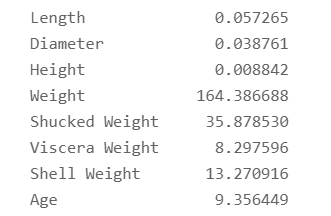 Length 0.057265
Diameter 0.038761
Height 0.008842
Weight 164.386688
Shucked Weight 35.878530
Viscera Weight 8.297596
Shell Weight 13.270916
Age 9.356449